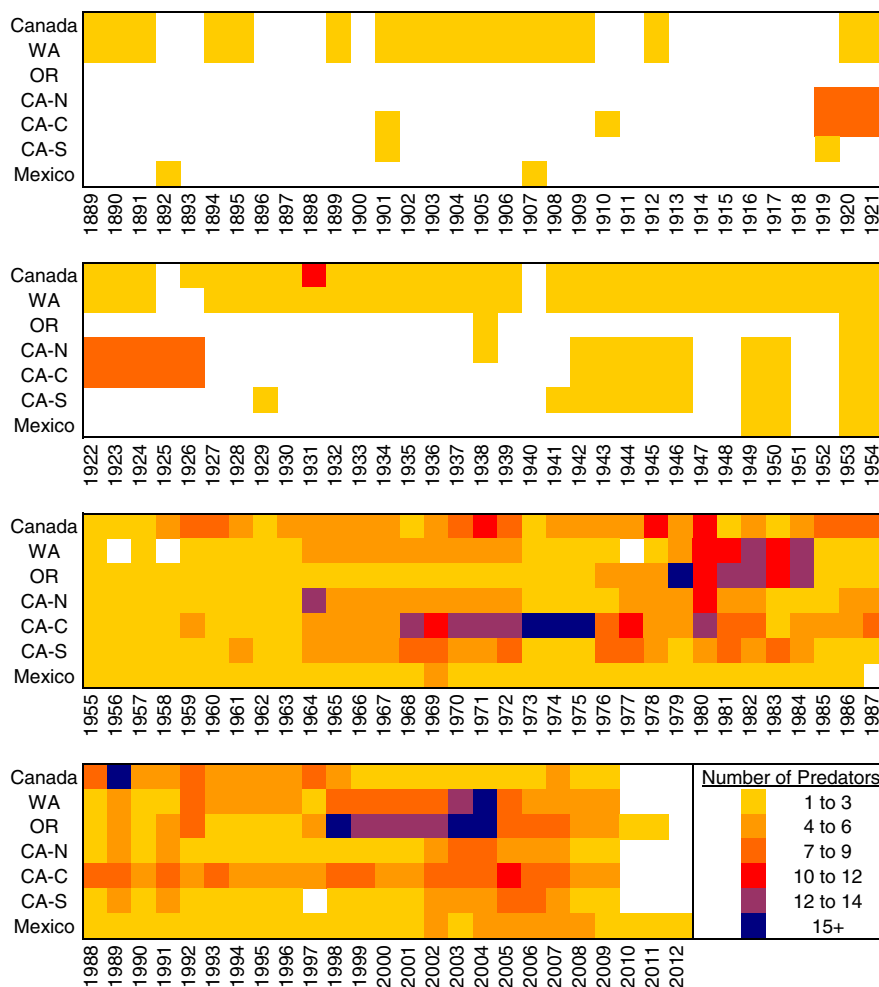 Canada
WA
OR
CA-N
CA-C
CA-S
Mexico
1889 1890 1891 1892 1893 1894 1895 1896 1897 1898 1899 1900 1901 1902 1903 1904 1905 1906 1907 1908 1909 1910 1911 1912 1913 1914 1915 1916 1917 1918 1919 1920 1921
Canada
WA
OR
CA-N
CA-C
CA-S
Mexico
1922 1923 1924 1925 1926 1927 1928 1929 1930 1931 1932 1933 1934 1935 1936 1937 1938 1939 1940 1941 1942 1943 1944 1945 1946 1947 1948 1949 1950 1951 1952 1953 1954
Canada
WA
OR
CA-N
CA-C
CA-S
Mexico
1955 1956 1957 1958 1959 1960 1961 1962 1963 1964 1965 1966 1967 1968 1969 1970 1971 1972 1973 1974 1975 1976 1977 1978 1979 1980 1981 1982 1983 1984 1985 1986 1987
Canada
WA
OR
CA-N
CA-C
CA-S
Mexico
1988 1989 1990 1991 1992 1993 1994 1995 1996 1997 1998 1999 2000 2001 2002 2003 2004 2005 2006 2007 2008 2009 2010 2011 2012
Number of Predators
1 to 3
4 to 6
7 to 9
10 to 12
12 to 14
15+